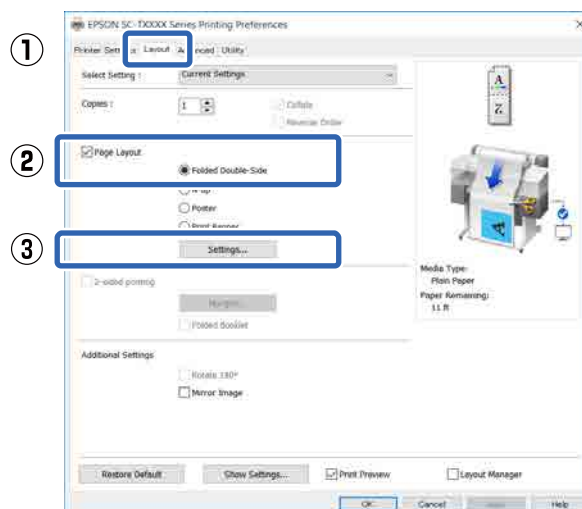 EPSON SC-TXXXX Series Printing Preferences
①
Layout
Utility
Select Setting :
Current Settings
Copies :
1
Collate
Reverse Order
A
Z
②
Page Layout
Folded Double-Side
N-up
Poster
Print Banner
③
Settings...
Media Type:
Plain Paper
Paper Remaining:
11 ft
2-sided printing
Margins...
Folded Booklet
Additional Settings
Rotate 180°
Mirror Image
Restore Default
Show Settings...
Print Preview
Layout Manager
OK
Cancel
Apply
Help